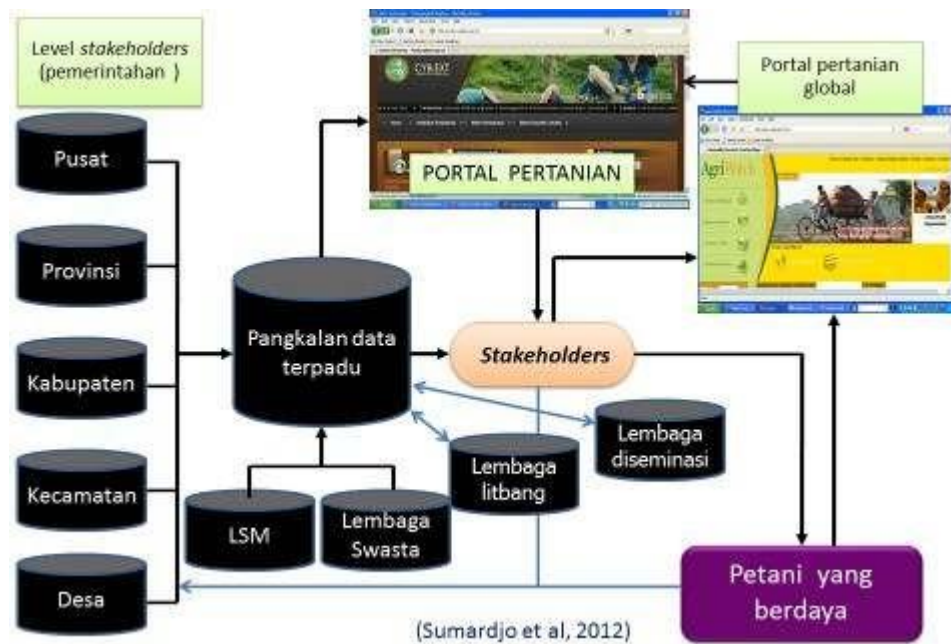 Level stakeholders
(pemerintahan )
Pusat
Provinsi
Kabupaten
Kecamatan
Desa
PORTAL PERTANIAN
Portal pertanian
global
Pangkalan data
terpadu
Stakeholders
LSM
Lembaga
Swasta
Lembaga
litbang
Lembaga
diseminasi
Petani yang
berdaya
(Sumardjo et al, 2012)